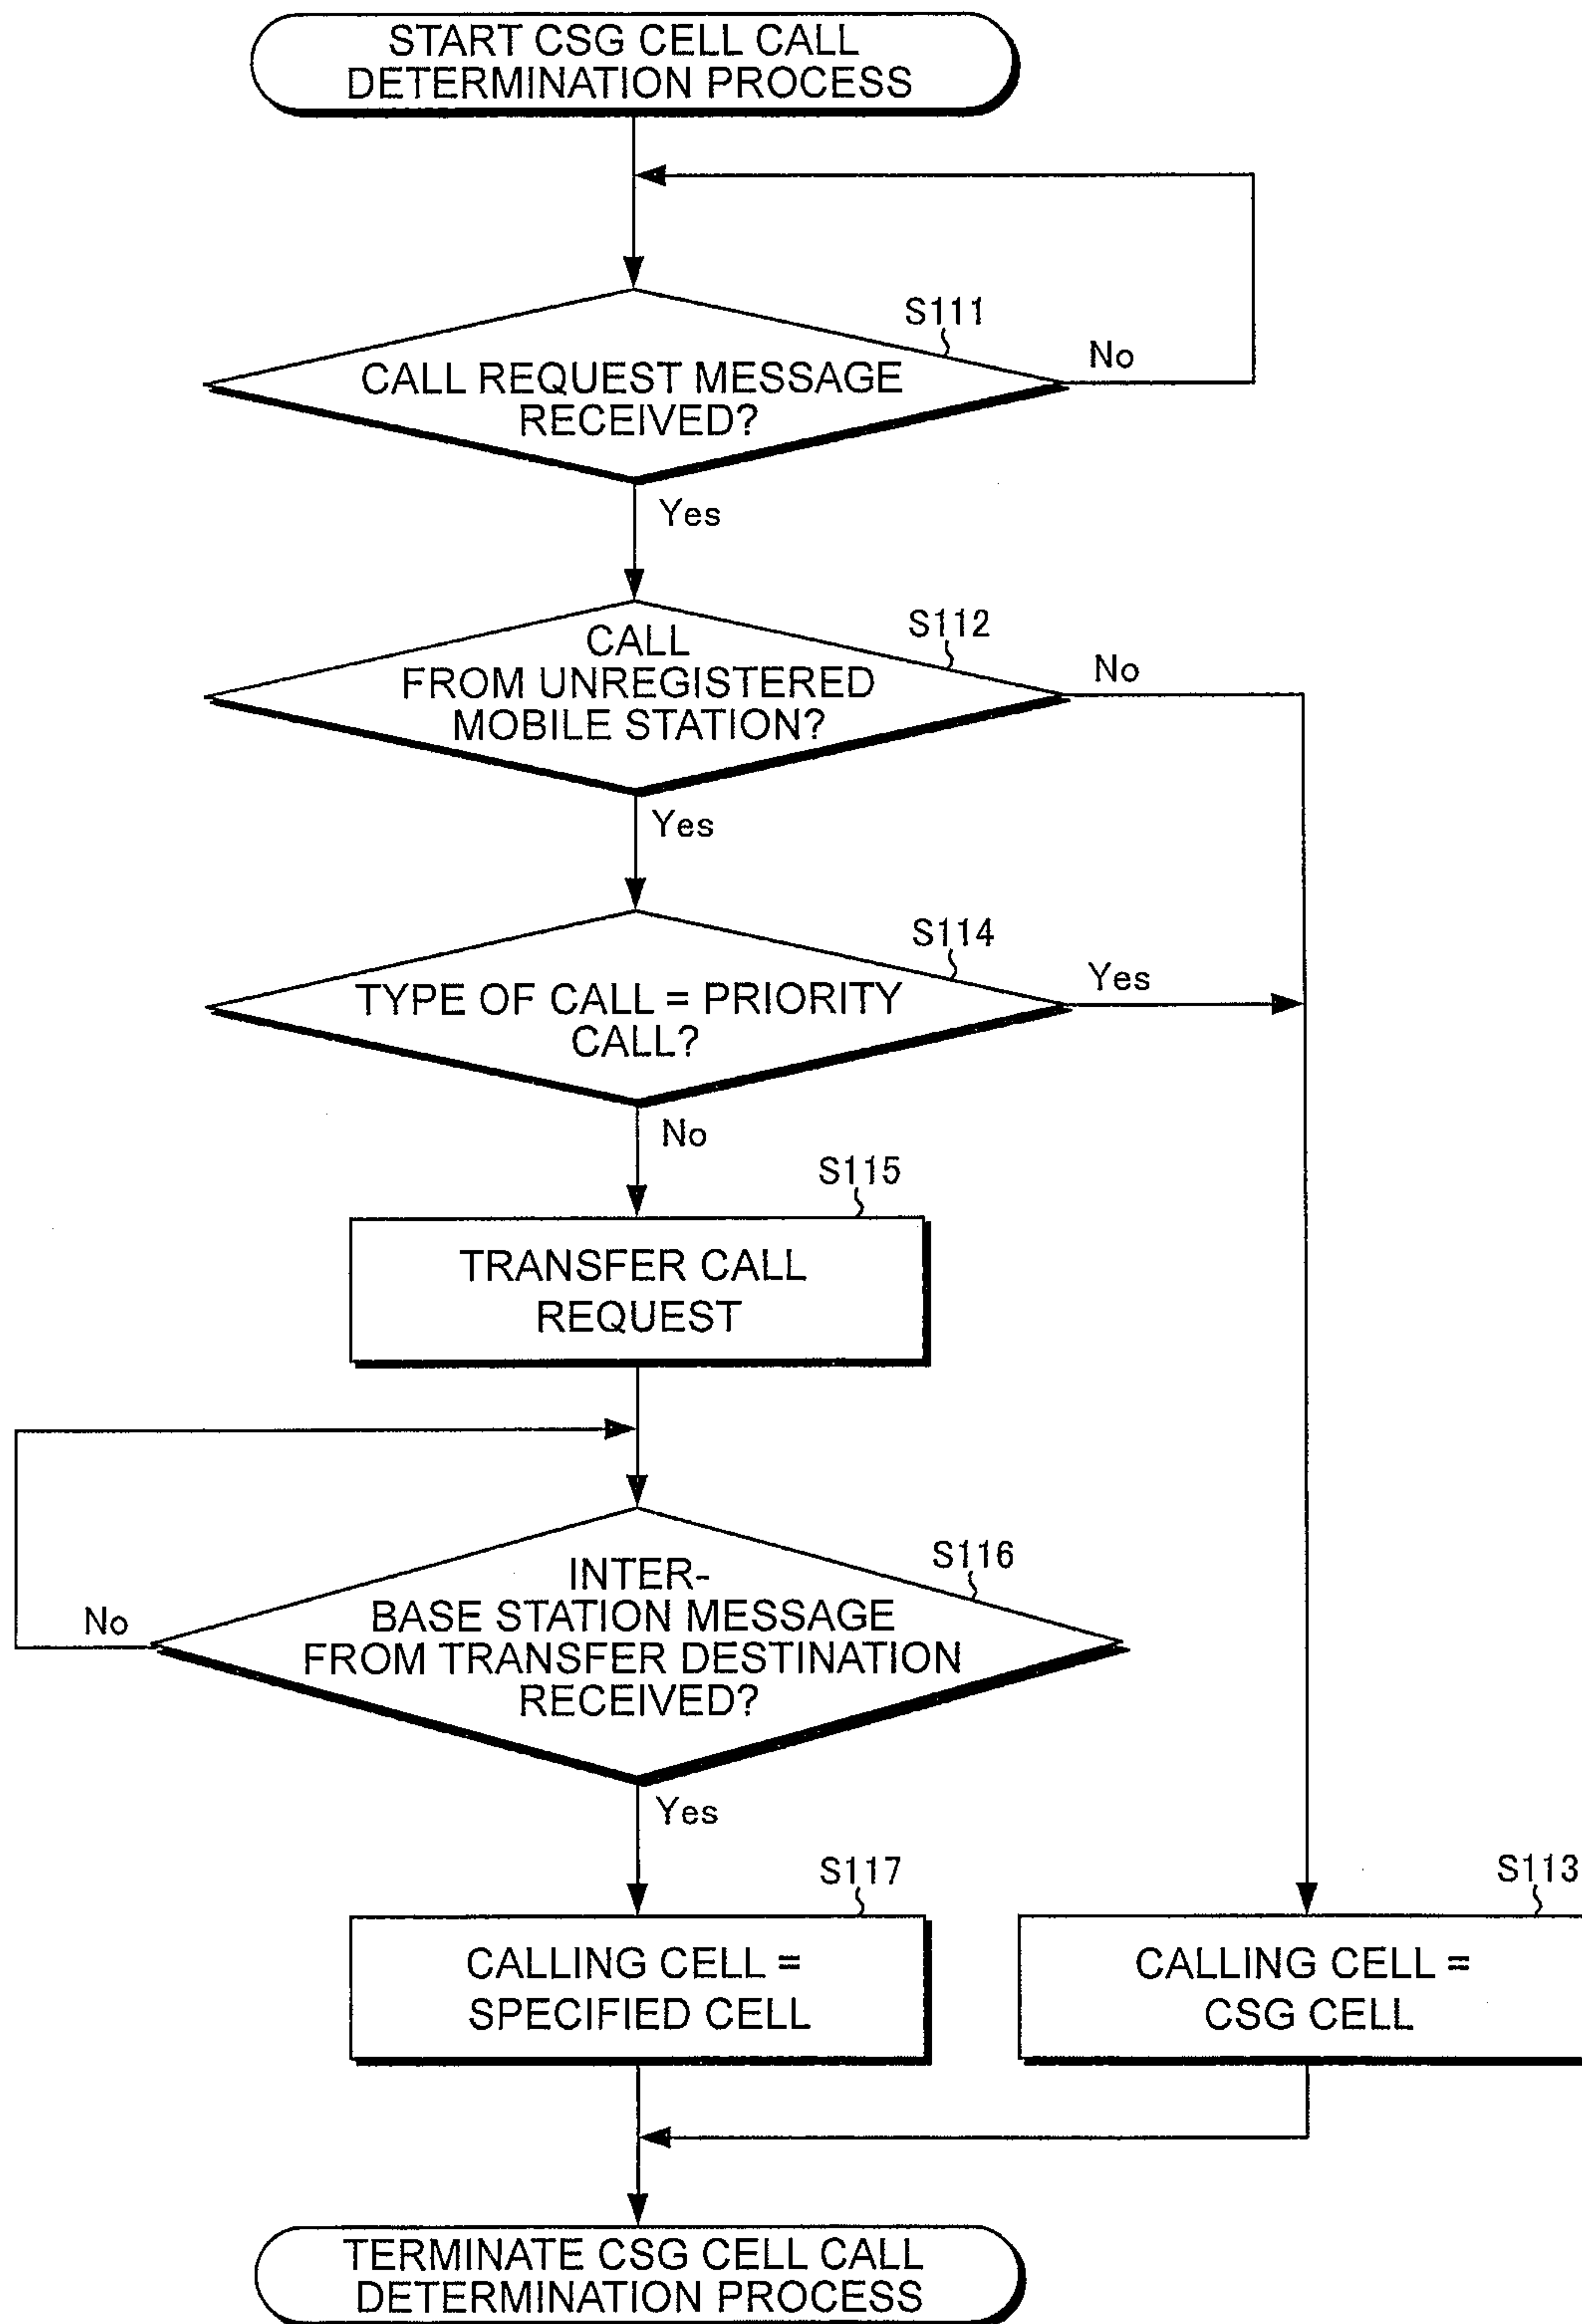 START CSG CELL CALL
DETERMINATION PROCESS
S111
CALL REQUEST MESSAGE
RECEIVED?
No
Yes
S112
CALL
FROM UNREGISTERED
MOBILE STATION?
No
Yes
S114
TYPE OF CALL = PRIORITY
CALL?
Yes
No
S115
TRANSFER CALL
REQUEST
S116
INTER-
BASE STATION MESSAGE
FROM TRANSFER DESTINATION
RECEIVED?
No
Yes
S117
CALLING CELL =
SPECIFIED CELL
S113
CALLING CELL =
CSG CELL
TERMINATE CSG CELL CALL
DETERMINATION PROCESS